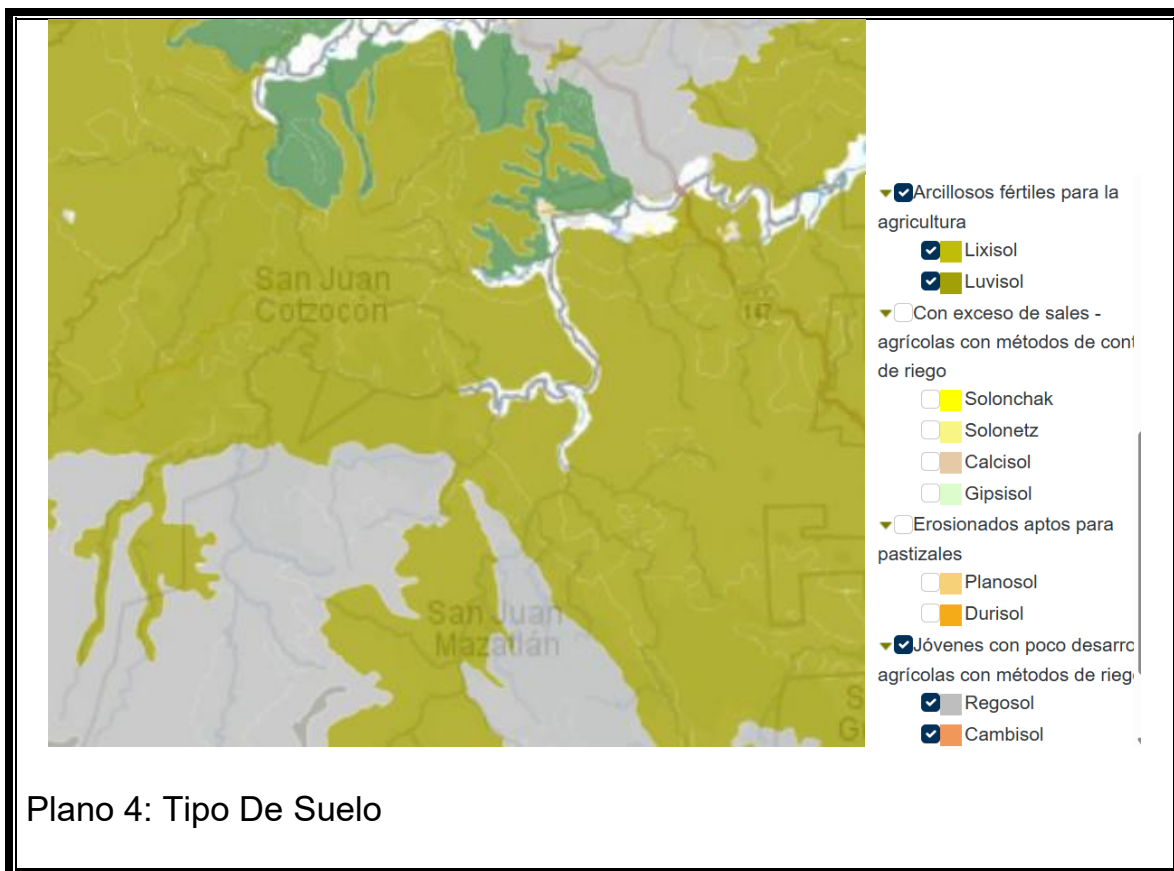 San Juan
Cotzocón
147
San Juan
Mazatlán
S
G
Arcillosos fértiles para la
agricultura
Lixisol
Luvisol
Con exceso de sales -
agrícolas con métodos de cont
de riego
Solonchak
Solonetz
Calcisol
Gipsisol
Erosionados aptos para
pastizales
Planosol
Durisol
Jóvenes con poco desarro
agrícolas con métodos de rieg
Regosol
Cambisol
Plano 4: Tipo De Suelo